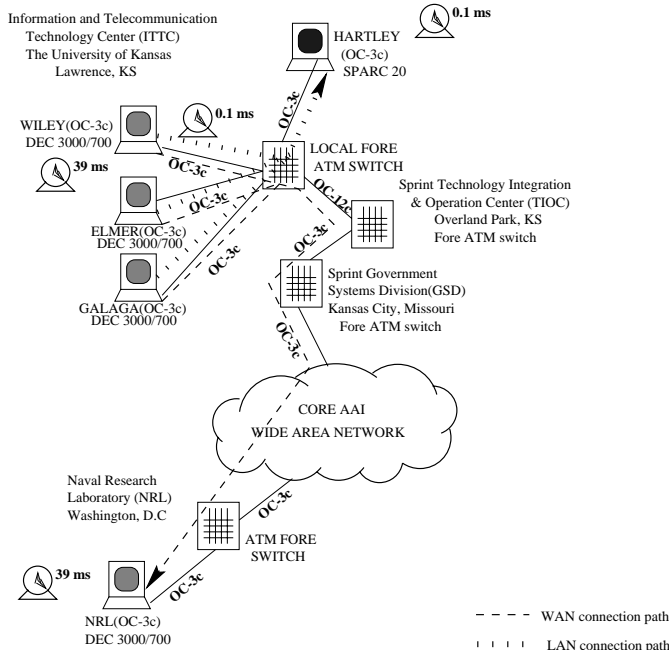 Information and Telecommunication
Technology Center (ITTC)
The University of Kansas
Lawrence, KS
0.1 ms
HARTLEY
(OC-3c)
SPARC 20
OC-3c
0.1 ms
WILEY(OC-3c)
DEC 3000/700
39 ms
OC-3c
LOCAL FORE
ATM SWITCH
OC-12c
OC-3c
ELMER(OC-3c)
DEC 3000/700
OC-3c
GALAGA(OC-3c)
DEC 3000/700
Sprint Technology Integration
& Operation Center (TIOC)
Overland Park, KS
Fore ATM switch
OC-3c
Sprint Government
Systems Division(GSD)
Kansas City, Missouri
Fore ATM switch
OC-3c
CORE AAI
WIDE AREA NETWORK
Naval Research
Laboratory (NRL)
Washington, D.C
OC-3c
ATM FORE
SWITCH
OC-3c
39 ms
NRL(OC-3c)
DEC 3000/700
WAN connection path
LAN connection path